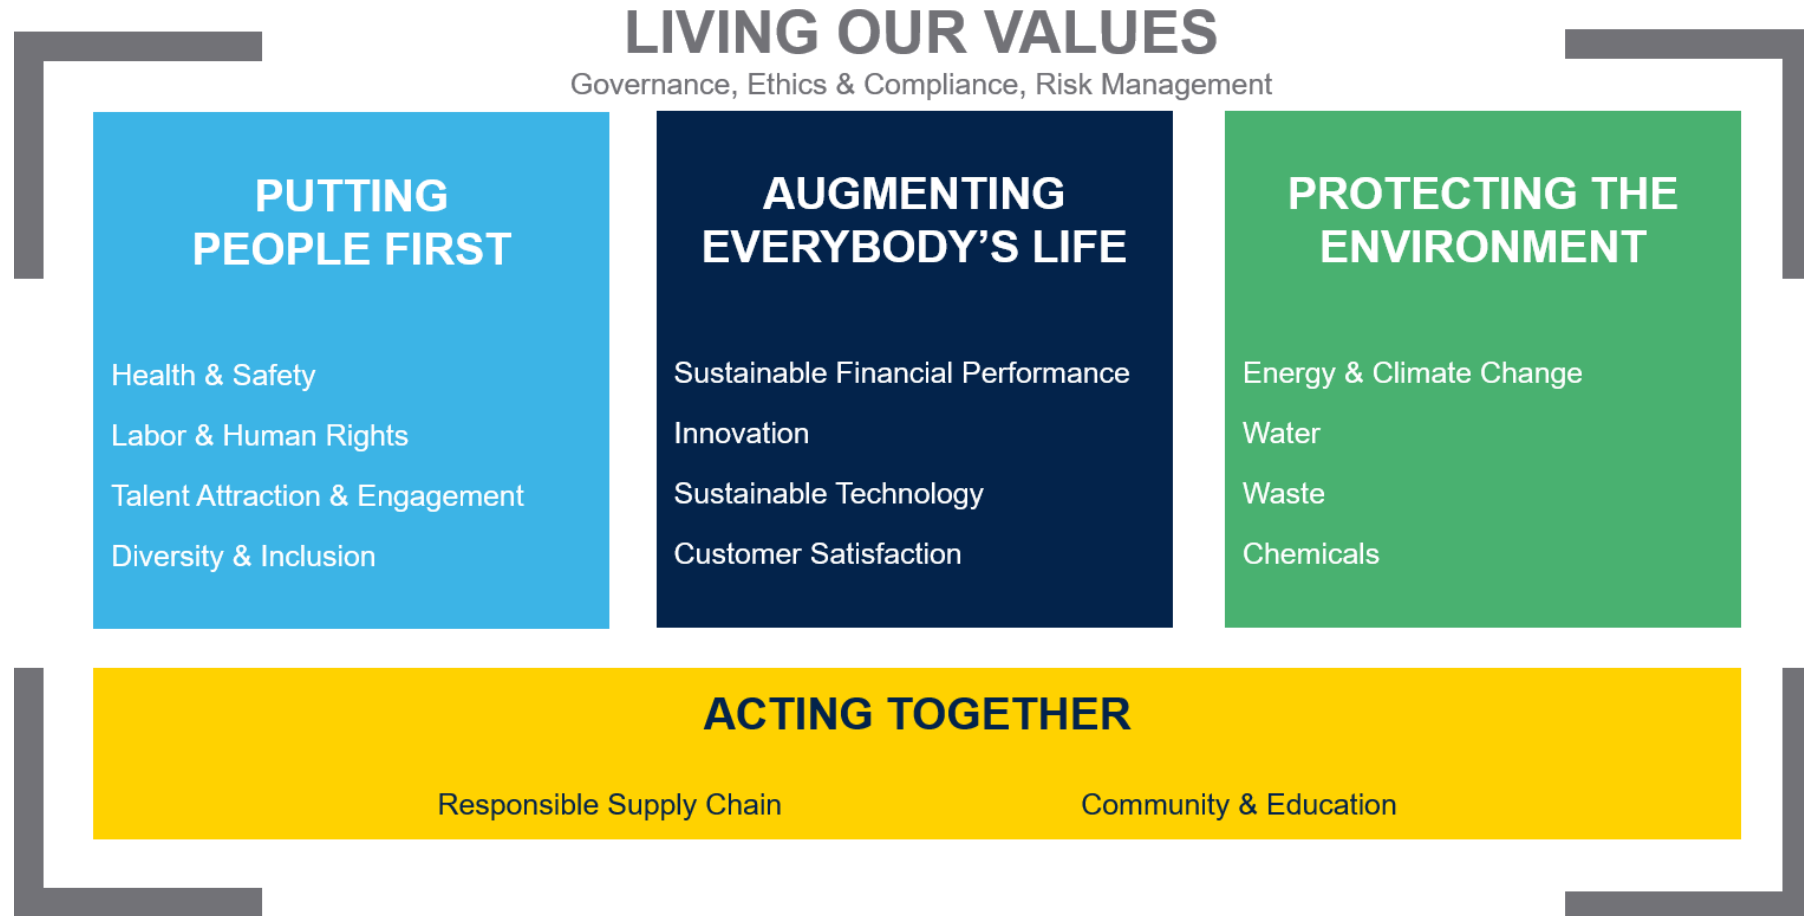 LIVING OUR VALUES
Governance, Ethics & Compliance, Risk Management
PUTTING
PEOPLE FIRST
Health & Safety
Labor & Human Rights
Talent Attraction & Engagement
Diversity & Inclusion
AUGMENTING
EVERYBODY’S LIFE
Sustainable Financial Performance
Innovation
Sustainable Technology
Customer Satisfaction
PROTECTING THE
ENVIRONMENT
Energy & Climate Change
Water
Waste
Chemicals
ACTING TOGETHER
Responsible Supply Chain
Community & Education